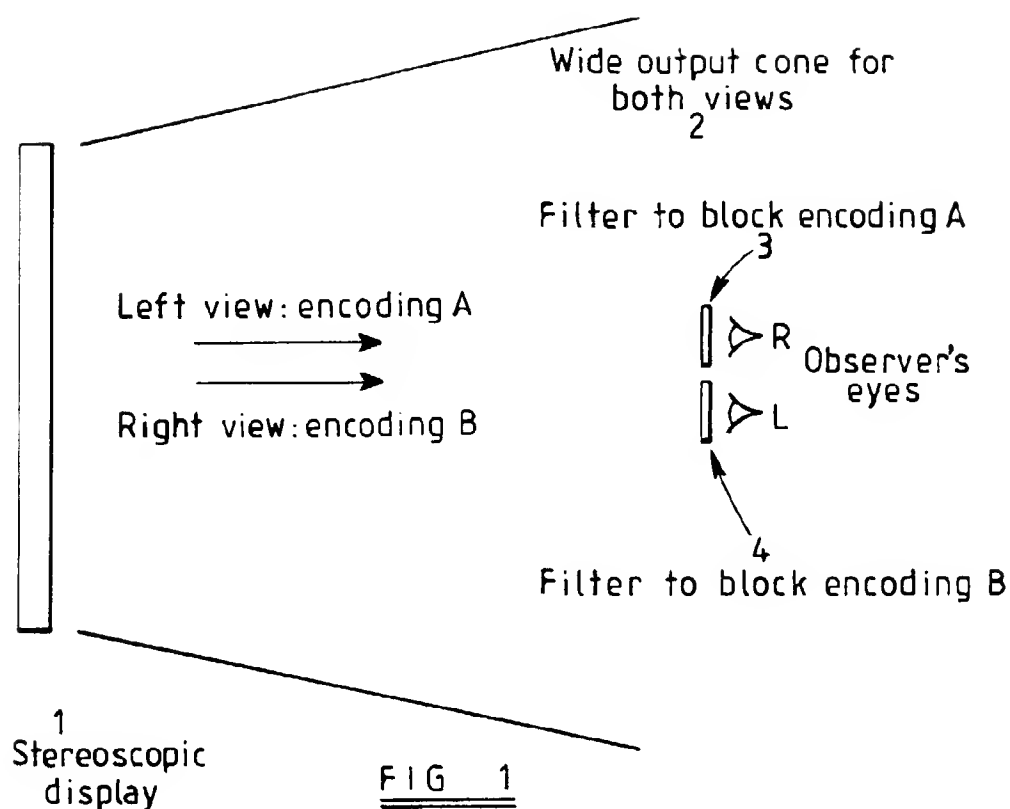 Wide output cone for
both views
2
Filter to block encoding A
3
Left view: encoding A
R
Observer's
eyes
L
Right view: encoding B
4
Filter to block encoding B
1
Stereoscopic
display
FIG 1